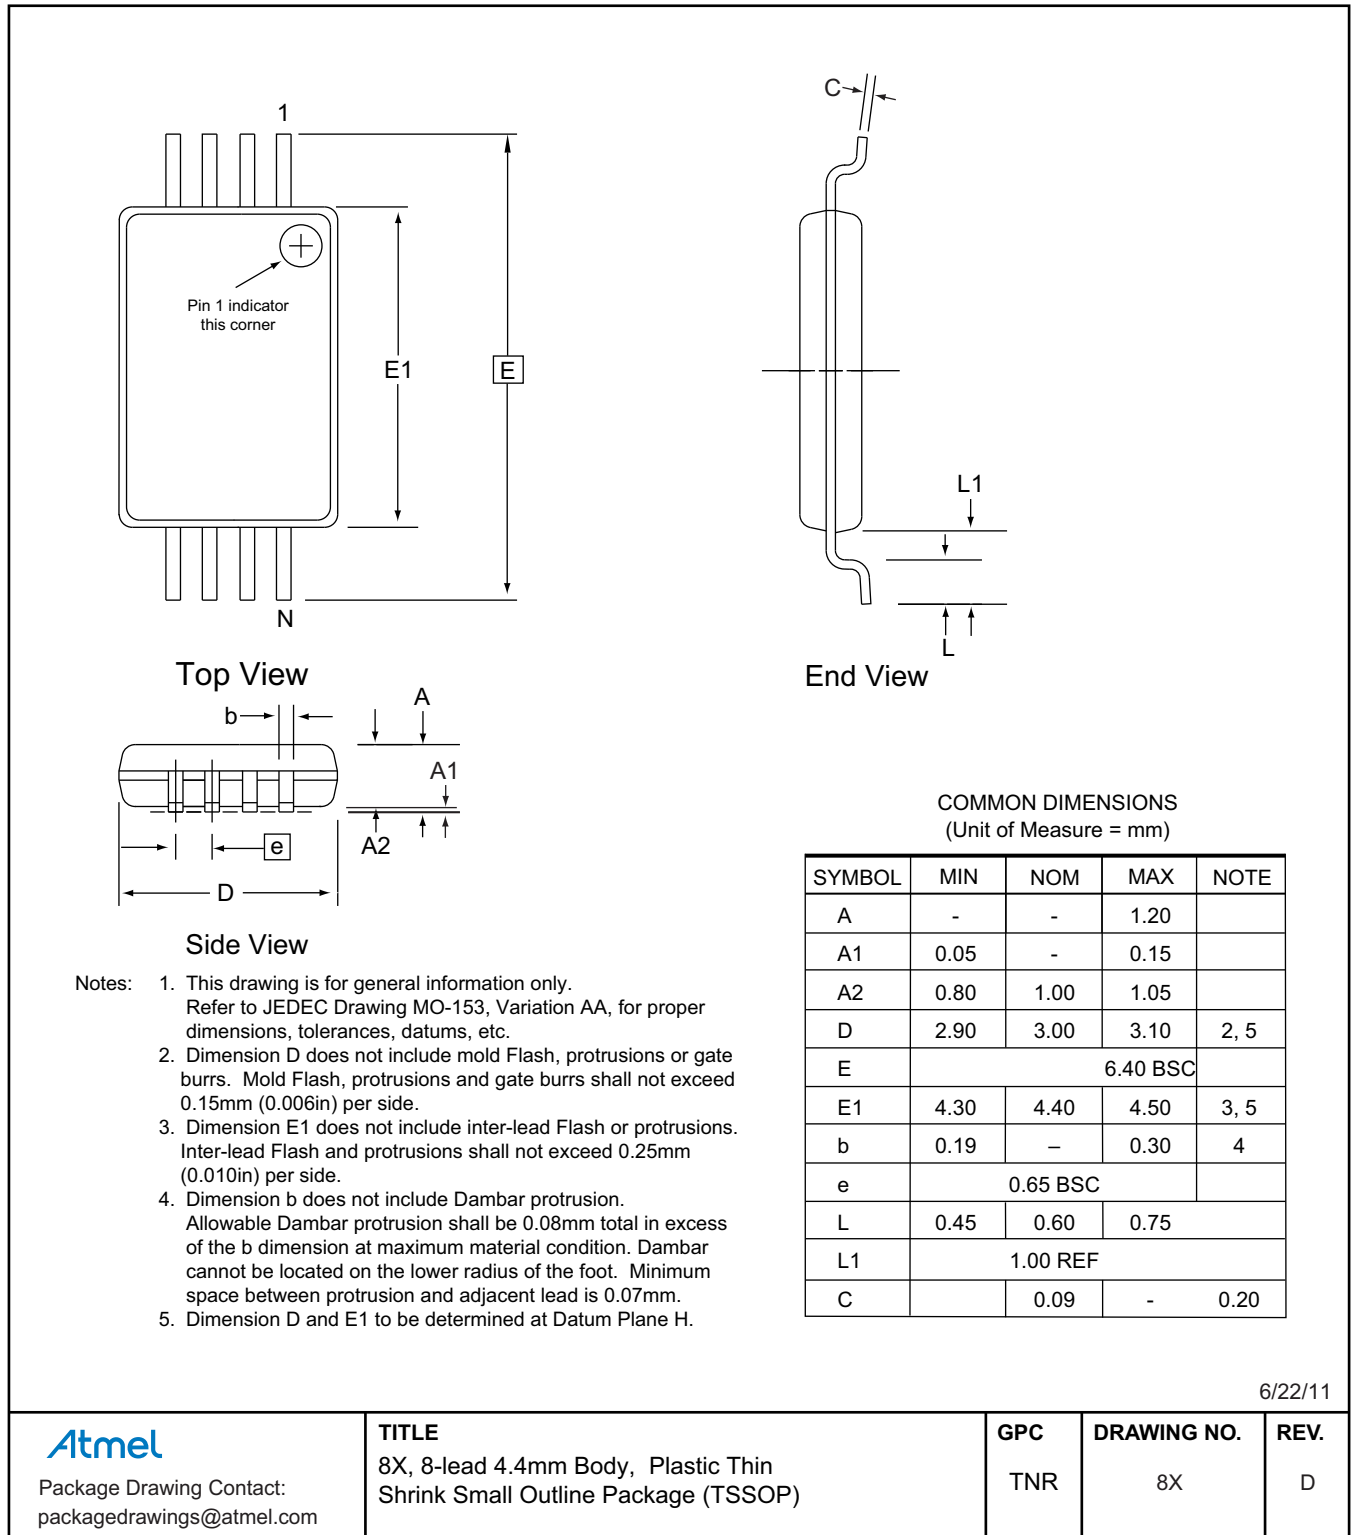 1
Pin 1 indicator
this corner
E1
E
N
Top View
C
L1
L
End View
b
A
A1
A2
e
D
Side View
COMMON DIMENSIONS
(Unit of Measure = mm)
SYMBOL MIN NOM MAX NOTE
A - - 1.20
A1 0.05 - 0.15
A2 0.80 1.00 1.05
D 2.90 3.00 3.10 2, 5
E 6.40 BSC
E1 4.30 4.40 4.50 3, 5
b 0.19 – 0.30 4
e 0.65 BSC
L 0.45 0.60 0.75
L1 1.00 REF
C 0.09 - 0.20
Notes: 1. This drawing is for general information only.
Refer to JEDEC Drawing MO-153, Variation AA, for proper
dimensions, tolerances, datums, etc.
2. Dimension D does not include mold Flash, protrusions or gate
burrs. Mold Flash, protrusions and gate burrs shall not exceed
0.15mm (0.006in) per side.
3. Dimension E1 does not include inter-lead Flash or protrusions.
Inter-lead Flash and protrusions shall not exceed 0.25mm
(0.010in) per side.
4. Dimension b does not include Dambar protrusion.
Allowable Dambar protrusion shall be 0.08mm total in excess
of the b dimension at maximum material condition. Dambar
cannot be located on the lower radius of the foot. Minimum
space between protrusion and adjacent lead is 0.07mm.
5. Dimension D and E1 to be determined at Datum Plane H.
6/22/11
Atmel
Package Drawing Contact:
packagedrawings@atmel.com
TITLE
8X, 8-lead 4.4mm Body, Plastic Thin
Shrink Small Outline Package (TSSOP)
GPC
TNR
DRAWING NO.
8X
REV.
D